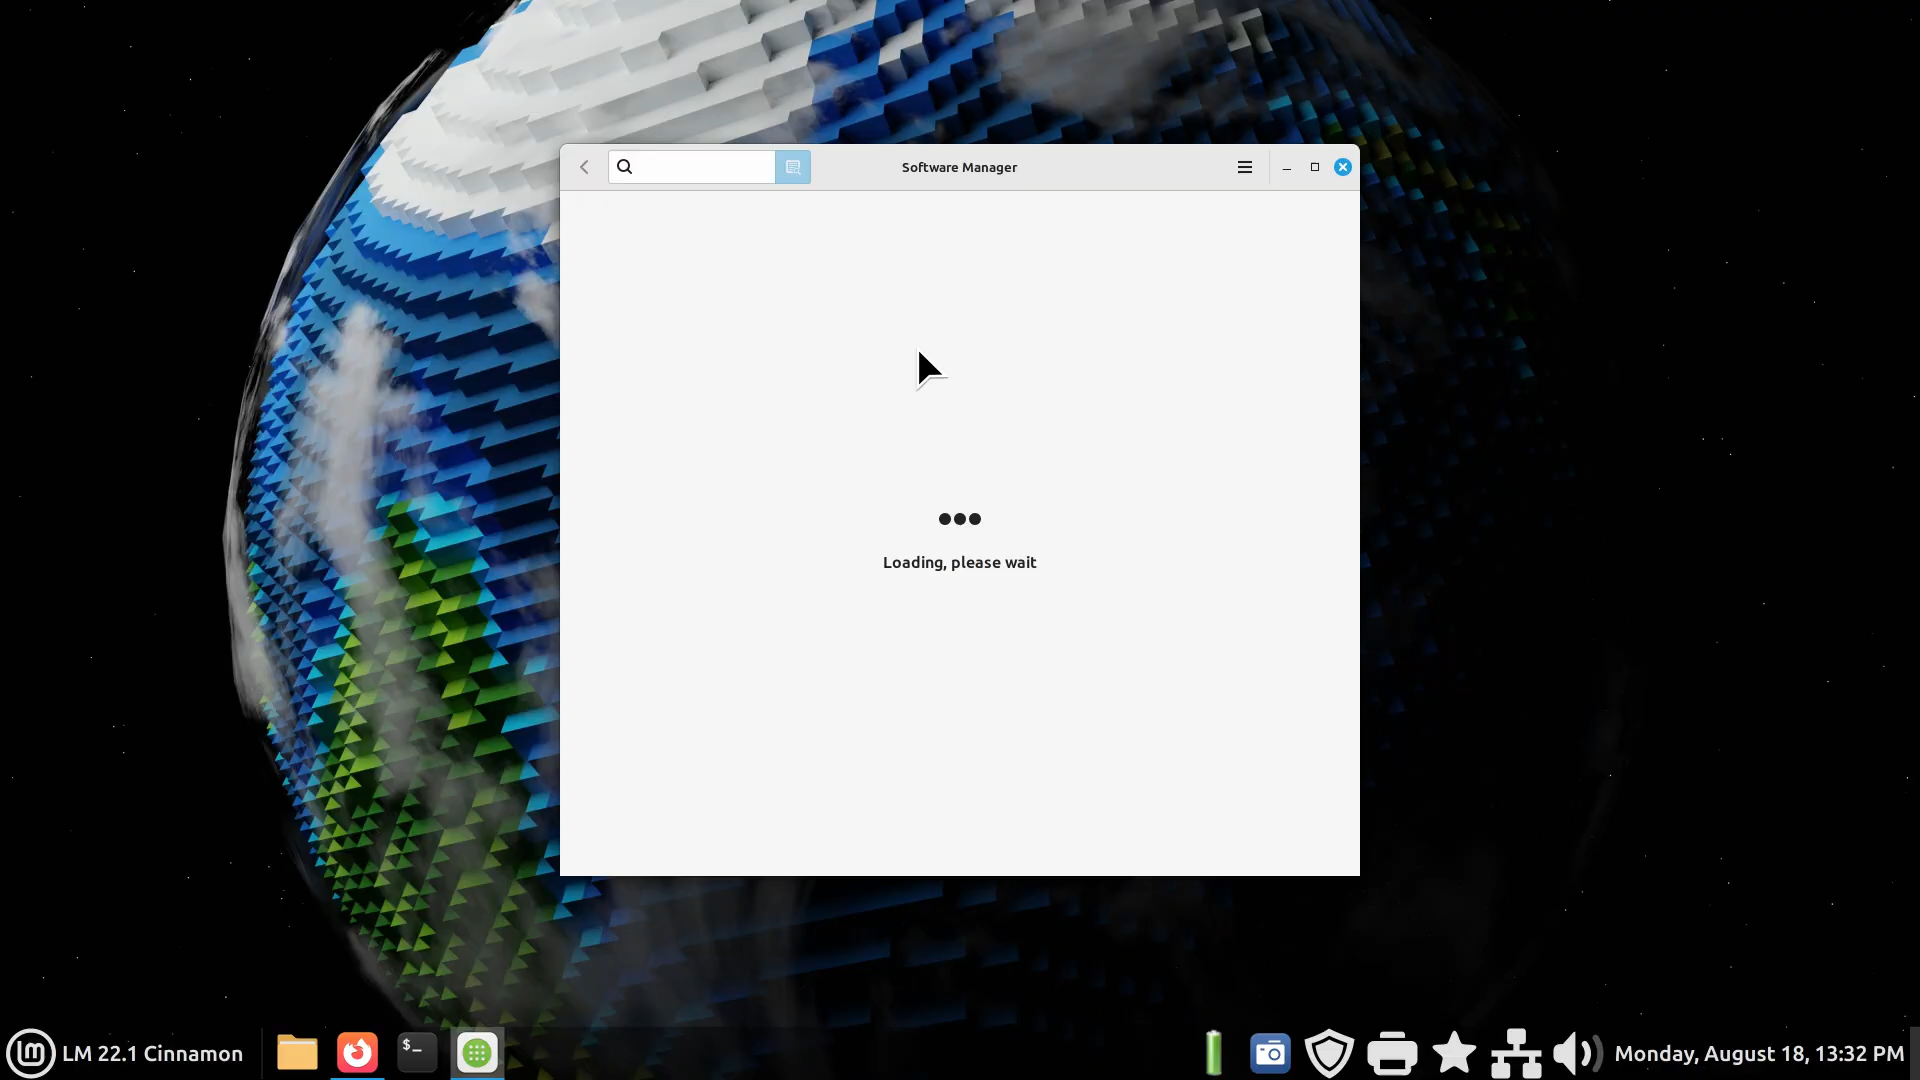 Software Manager
Loading, please wait
LM 22.1 Cinnamon
$_
Monday, August 18, 13:32 PM